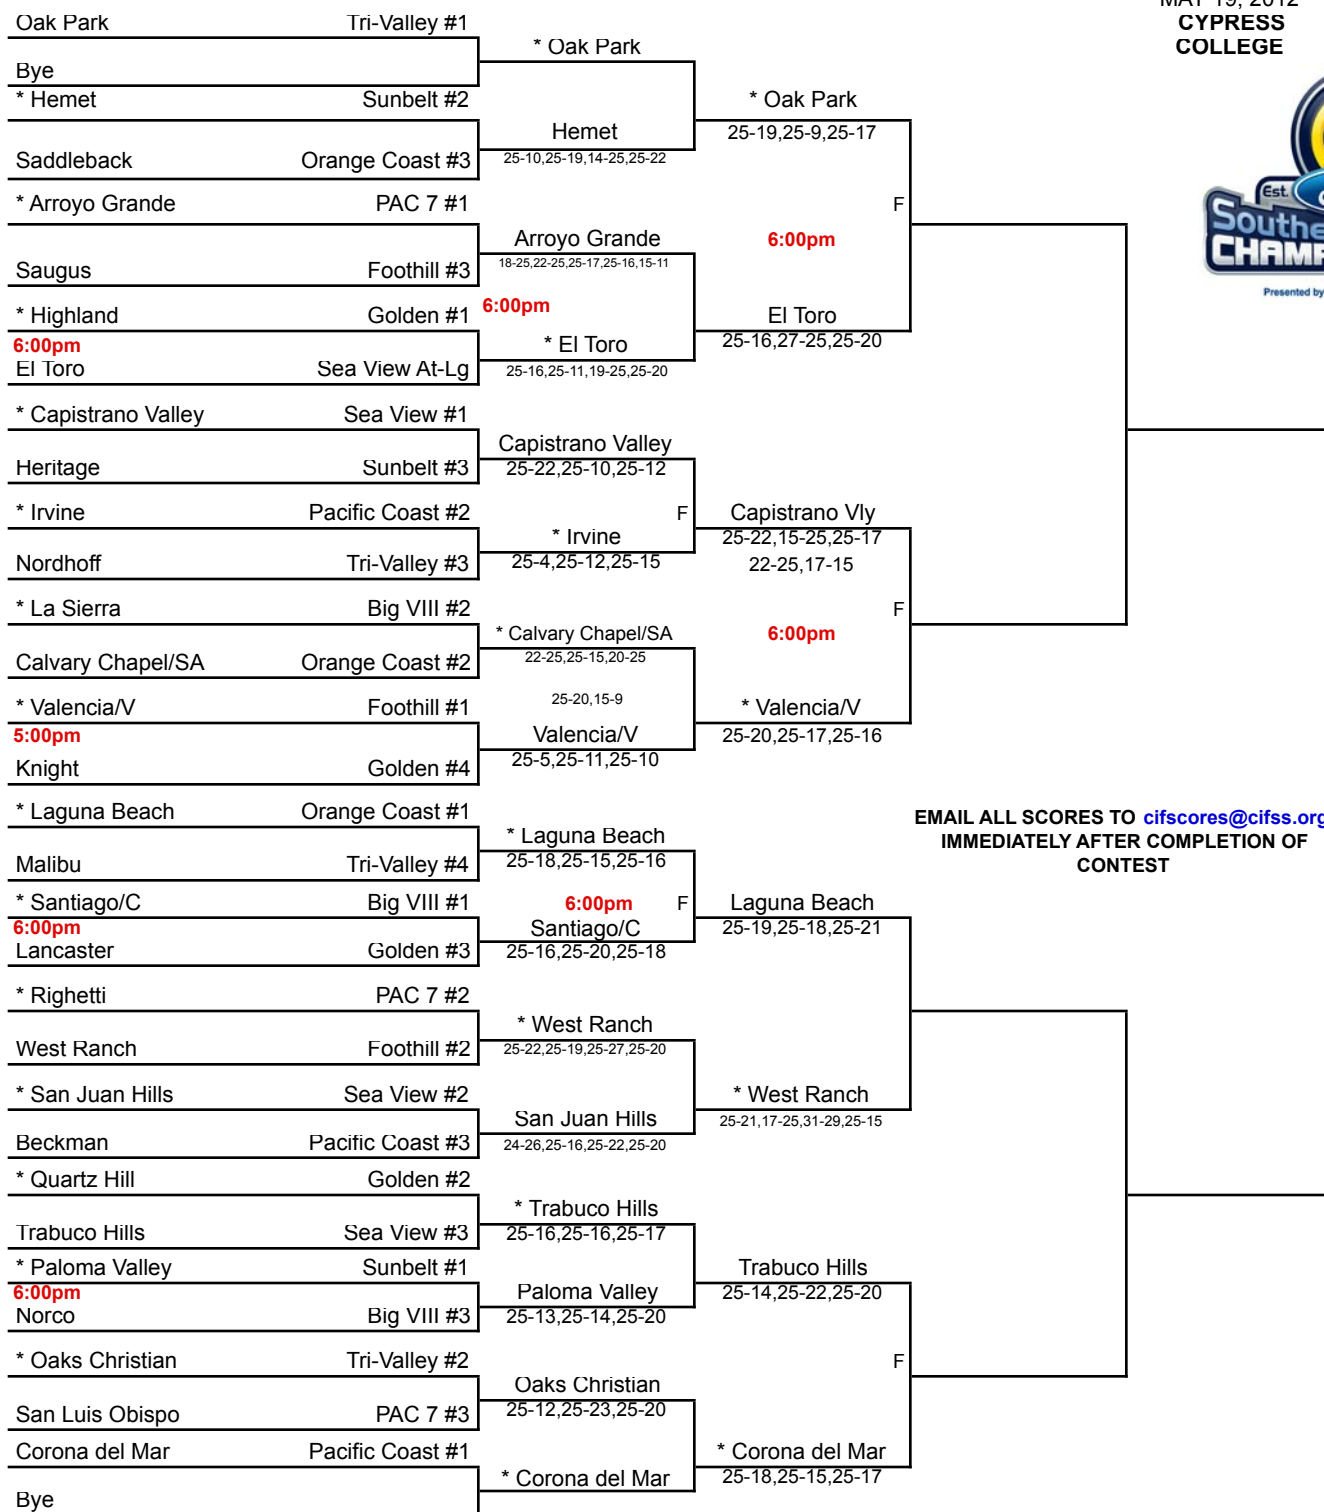 MAY 19, 2012
CYPRESS
COLLEGE
Oak Park Tri-Valley #1
* Oak Park
Bye
* Hemet Sunbelt #2
* Oak Park
Hemet
25-19,25-9,25-17
Saddleback Orange Coast #3
25-10,25-19,14-25,25-22
* Arroyo Grande PAC 7 #1
F
Arroyo Grande
6:00pm
Saugus Foothill #3
18-25,22-25,25-17,25-16,15-11
* Highland Golden #1
6:00pm
El Toro
6:00pm
* El Toro
25-16,27-25,25-20
El Toro Sea View At-Lg
25-16,25-11,19-25,25-20
Est.
Presented by
* Capistrano Valley Sea View #1
Capistrano Valley
Heritage Sunbelt #3
25-22,25-10,25-12
* Irvine Pacific Coast #2
F
Capistrano Vly
* Irvine
25-22,15-25,25-17
Nordhoff Tri-Valley #3
25-4,25-12,25-15
22-25,17-15
* La Sierra Big VIII #2
F
* Calvary Chapel/SA
6:00pm
Calvary Chapel/SA Orange Coast #2
22-25,25-15,20-25
25-20,15-9
* Valencia/V Foothill #1
* Valencia/V
5:00pm
Valencia/V
25-20,25-17,25-16
Knight Golden #4
25-5,25-11,25-10
* Laguna Beach Orange Coast #1
EMAIL ALL SCORES TO cifscores@cifss.org
IMMEDIATELY AFTER COMPLETION OF
CONTEST
* Laguna Beach
Malibu Tri-Valley #4
25-18,25-15,25-16
* Santiago/C Big VIII #1
6:00pm F
Laguna Beach
6:00pm
Santiago/C
25-19,25-18,25-21
Lancaster Golden #3
25-16,25-20,25-18
* Righetti PAC 7 #2
* West Ranch
West Ranch Foothill #2
25-22,25-19,25-27,25-20
* San Juan Hills Sea View #2
* West Ranch
San Juan Hills
25-21,17-25,31-29,25-15
Beckman Pacific Coast #3
24-26,25-16,25-22,25-20
* Quartz Hill Golden #2
* Trabuco Hills
Trabuco Hills Sea View #3
25-16,25-16,25-17
* Paloma Valley Sunbelt #1
Trabuco Hills
6:00pm
Paloma Valley
25-14,25-22,25-20
Norco Big VIII #3
25-13,25-14,25-20
* Oaks Christian Tri-Valley #2
F
Oaks Christian
San Luis Obispo PAC 7 #3
25-12,25-23,25-20
Corona del Mar Pacific Coast #1
* Corona del Mar
* Corona del Mar
25-18,25-15,25-17
Bye